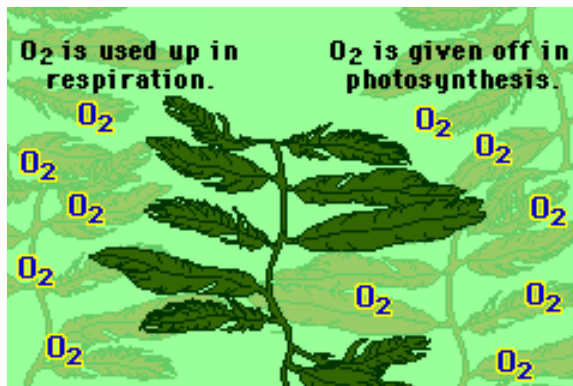 O₂ is used up in
respiration.
O₂ is given off in
photosynthesis.
O₂
O₂
O₂
O₂
O₂
O₂
O₂
O₂
O₂
O₂
O₂